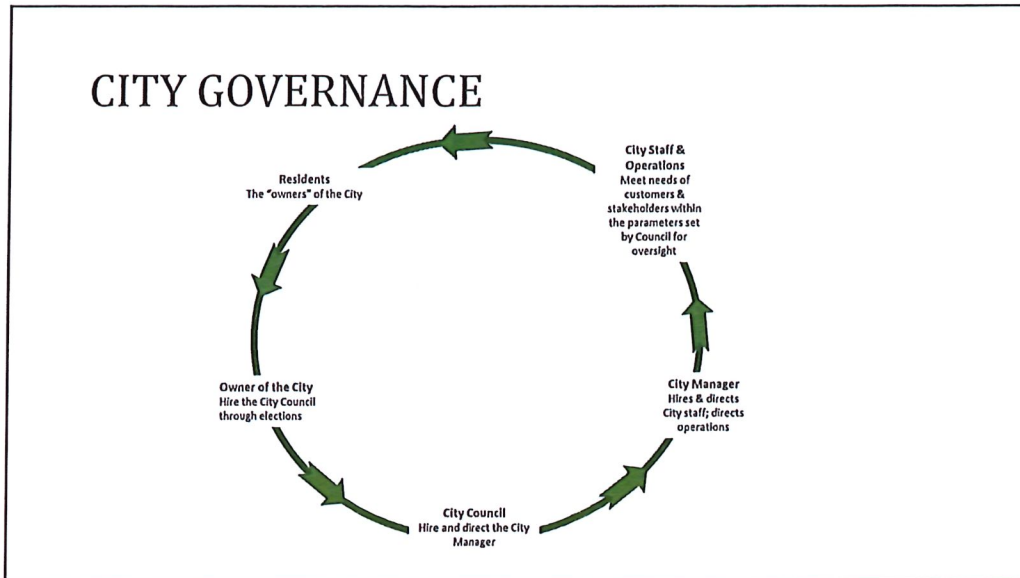 CITY GOVERNANCE
Residents
The "owners" of the City
Owner of the City
Hire the City Council
through elections
City Council
Hire and direct the City
Manager
City Manager
Hires & directs
City staff; directs
operations
City Staff &
Operations
Meet needs of
customers &
stakeholders within
the parameters set
by Council for
oversight